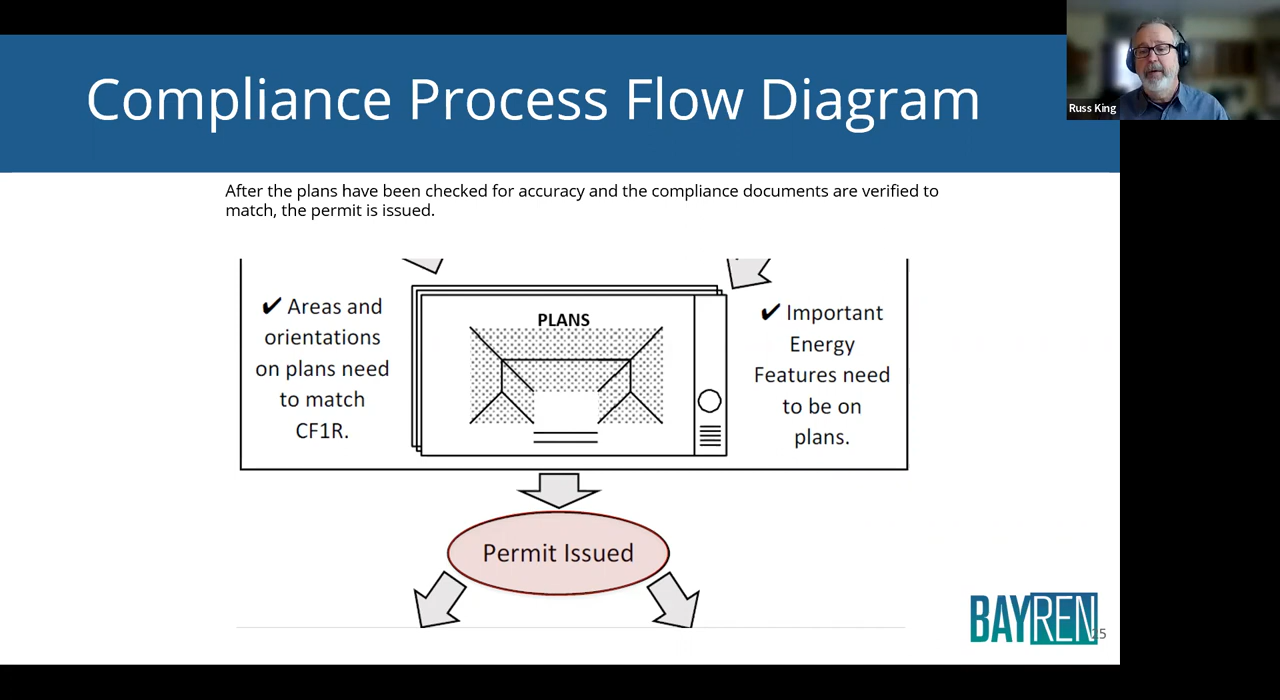 Compliance Process Flow Diagram
Russ King
After the plans have been checked for accuracy and the compliance documents are verified to
match, the permit is issued.
✔ Areas and
orientations
on plans need
to match
CF1R.
PLANS
✔ Important
Energy
Features need
to be on
plans.
Permit Issued
BAYREN
25